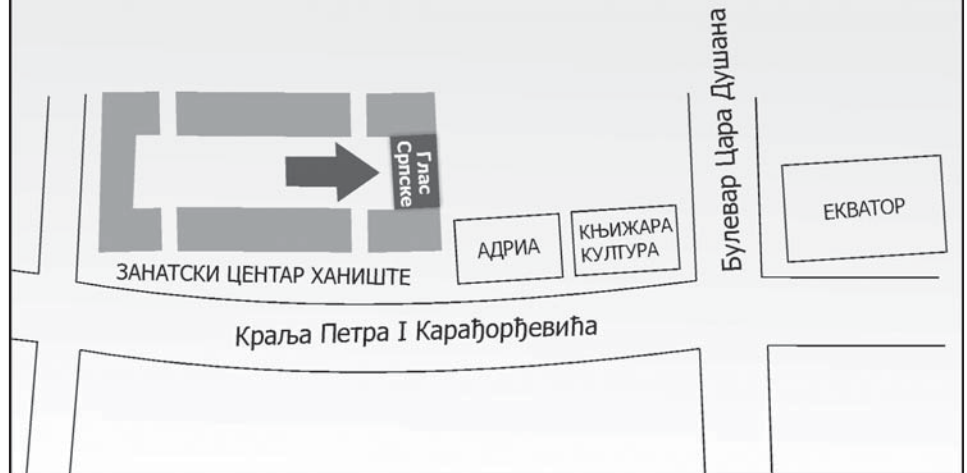 Булевар Цара Душана
Глас
Српске
ЕКВАТОР
КЊИЖАРА
КУЛТУРА
АДРИА
ЗАНАТСКИ ЦЕНТАР ХАНИШТЕ
Краља Петра I Карађорђевића